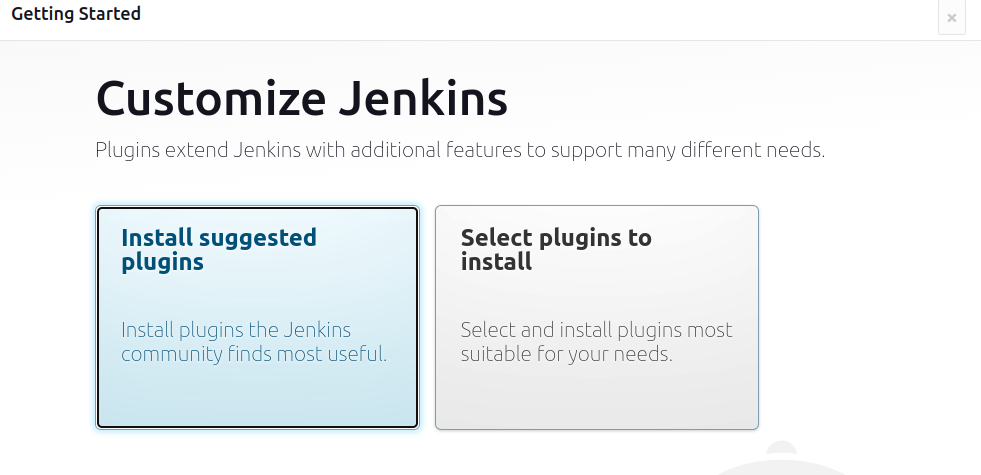 Getting Started
×
Customize Jenkins
Plugins extend Jenkins with additional features to support many different needs.
Install suggested
plugins
Install plugins the Jenkins
community finds most useful.
Select plugins to
install
Select and install plugins most
suitable for your needs.